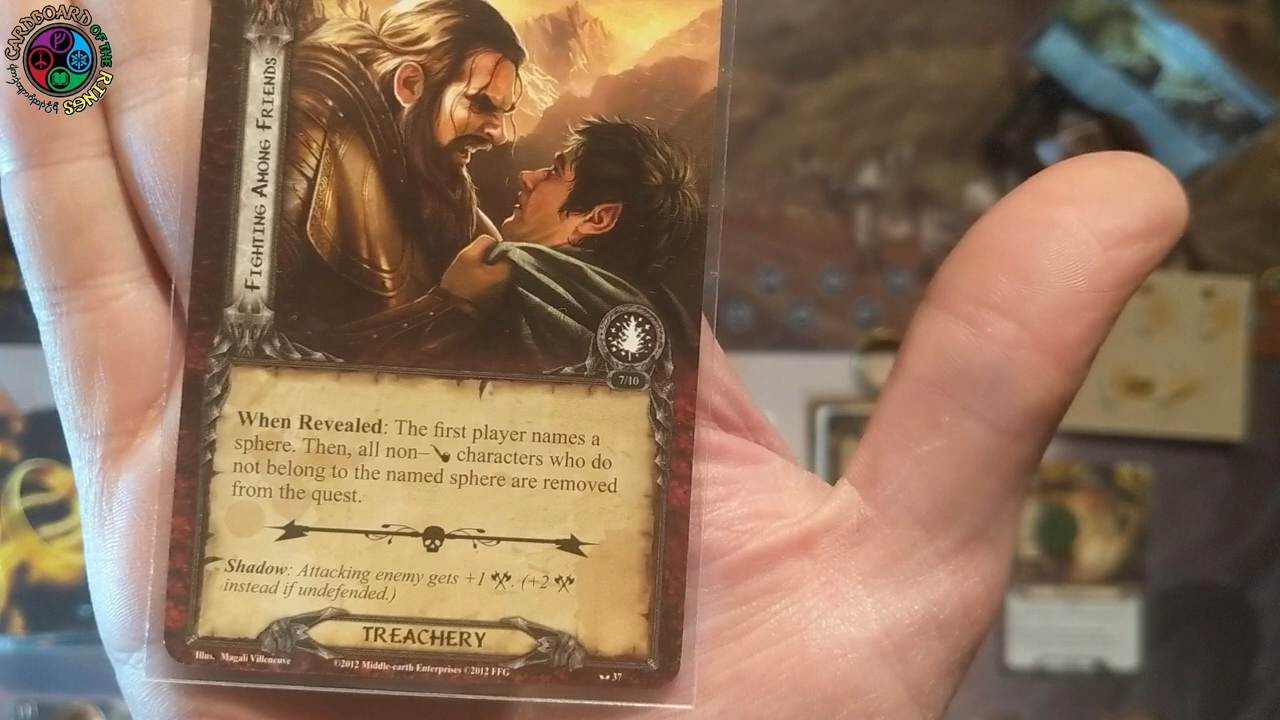 CARDBOARD OF THE RINGS
FIGHTING AMONG FRIENDS
7/10
When Revealed: The first player names a
sphere. Then, all non– characters who do
not belong to the named sphere are removed
from the quest.
Shadow: Attacking enemy gets +1 . (+2
instead if undefended.)
TREACHERY
Illus. Magali Villeneuve
©2012 Middle-earth Enterprises ©2012 FFG
37